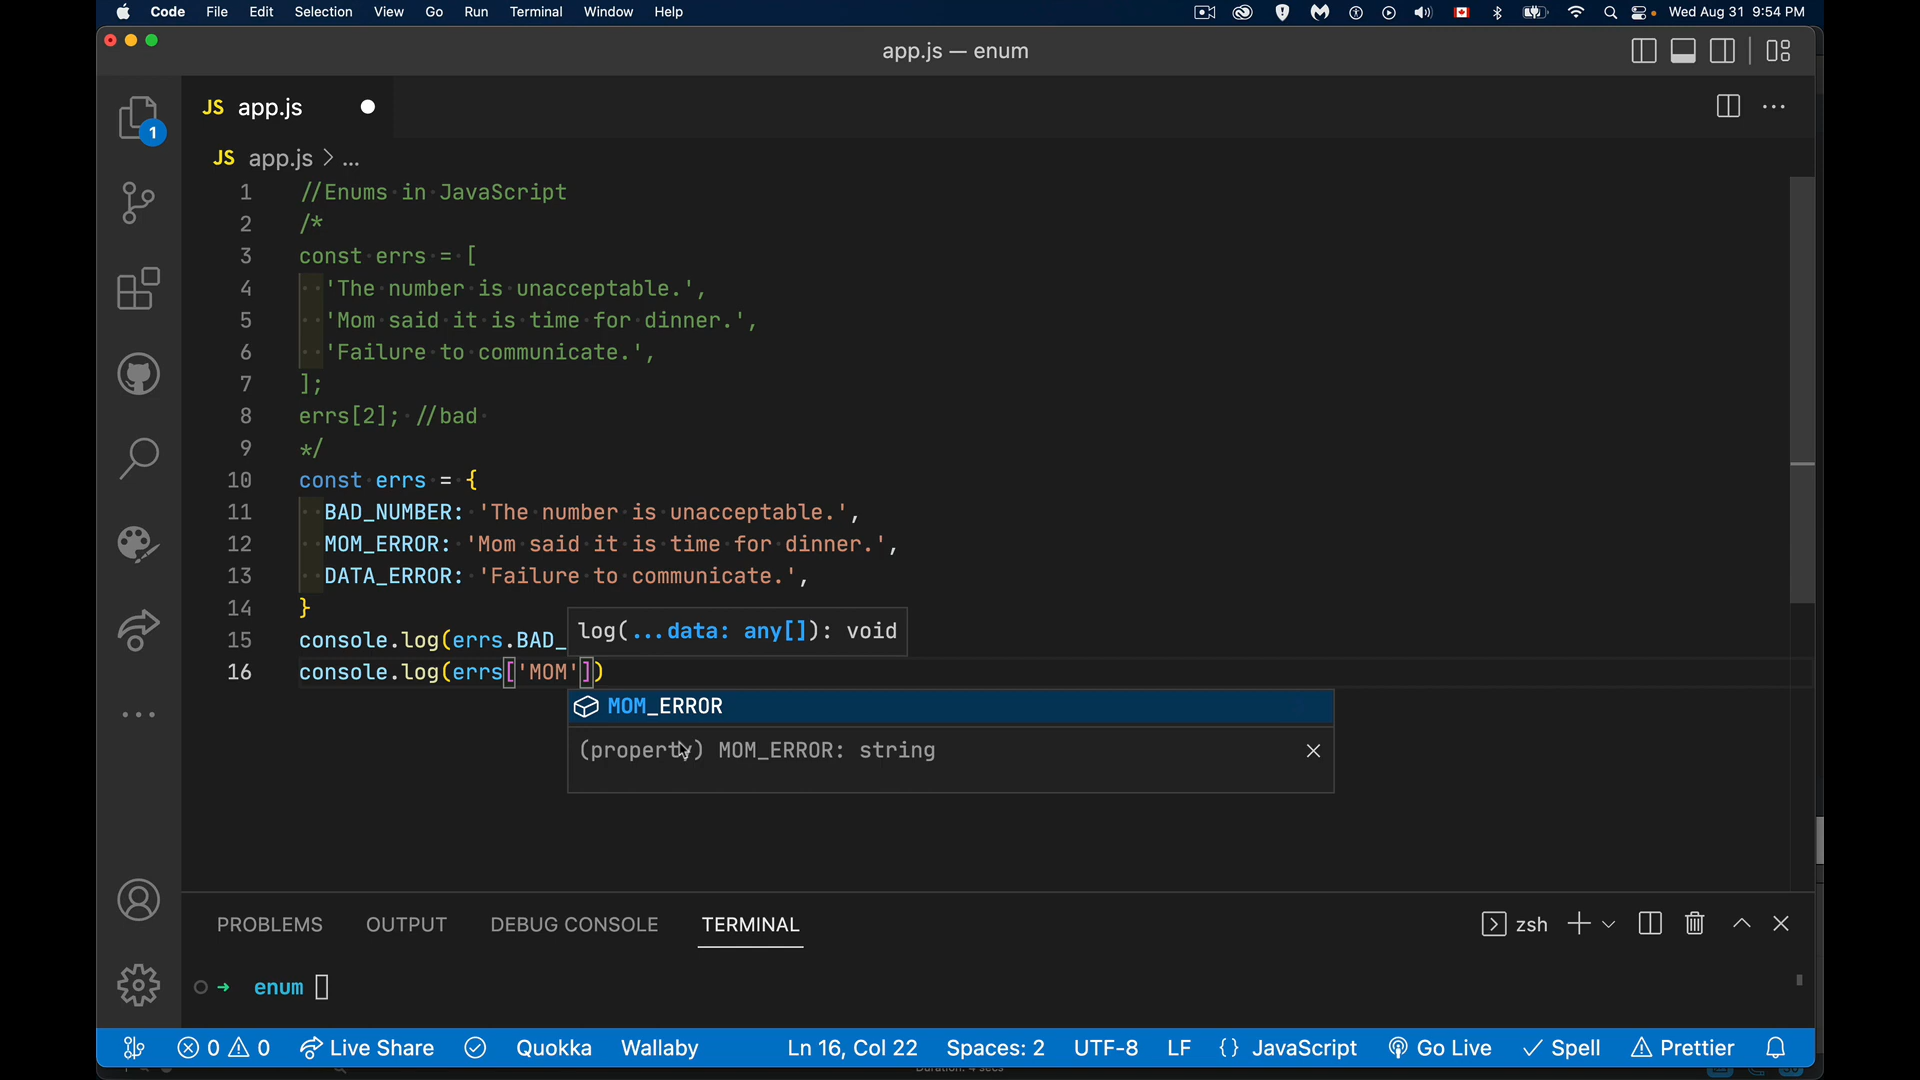 Code File Edit Selection View Go Run Terminal Window Help Wed Aug 31 9:54 PM
app.js — enum
JS app.js
JS app.js > ...
1 //Enums in JavaScript
2 /*
3 const errs = [
4 'The number is unacceptable.',
5 'Mom said it is time for dinner.',
6 'Failure to communicate.',
7 ];
8 errs[2]; //bad
9 */
10 const errs = {
11 BAD_NUMBER: 'The number is unacceptable.',
12 MOM_ERROR: 'Mom said it is time for dinner.',
13 DATA_ERROR: 'Failure to communicate.',
14 }
15 console.log(errs.BAD_
log(...data: any[]): void
16 console.log(errs['MOM'])
MOM_ERROR
(property) MOM_ERROR: string
1
PROBLEMS OUTPUT DEBUG CONSOLE TERMINAL zsh
enum
0 0 Live Share Quokka Wallaby Ln 16, Col 22 Spaces: 2 UTF-8 LF {} JavaScript Go Live Spell Prettier